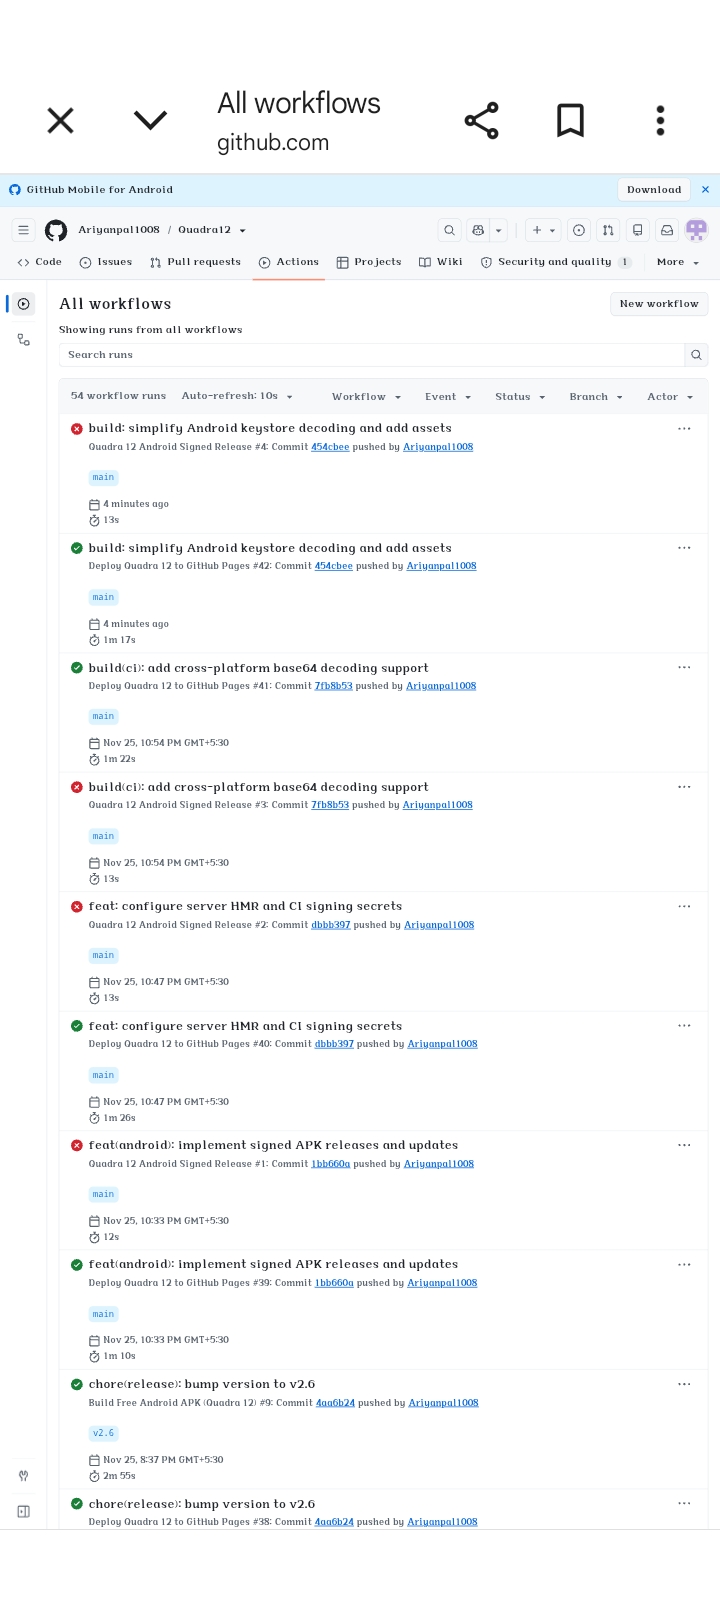 All workflows
github.com
GitHub Mobile for Android
Download
Ariyanpal1008 / Quadra12
Code
Issues
Pull requests
Actions
Projects
Wiki
Security and quality 1
More
All workflows
New workflow
Showing runs from all workflows
Search runs
54 workflow runs
Auto-refresh: 10s
Workflow
Event
Status
Branch
Actor
build: simplify Android keystore decoding and add assets
Quadra 12 Android Signed Release #4: Commit 454cbee pushed by Ariyanpal1008
main
4 minutes ago
13s
build: simplify Android keystore decoding and add assets
Deploy Quadra 12 to GitHub Pages #42: Commit 454cbee pushed by Ariyanpal1008
main
4 minutes ago
1m 17s
build(ci): add cross-platform base64 decoding support
Deploy Quadra 12 to GitHub Pages #41: Commit 7fb8b53 pushed by Ariyanpal1008
main
Nov 25, 10:54 PM GMT+5:30
1m 22s
build(ci): add cross-platform base64 decoding support
Quadra 12 Android Signed Release #3: Commit 7fb8b53 pushed by Ariyanpal1008
main
Nov 25, 10:54 PM GMT+5:30
13s
feat: configure server HMR and CI signing secrets
Quadra 12 Android Signed Release #2: Commit dbbb397 pushed by Ariyanpal1008
main
Nov 25, 10:47 PM GMT+5:30
13s
feat: configure server HMR and CI signing secrets
Deploy Quadra 12 to GitHub Pages #40: Commit dbbb397 pushed by Ariyanpal1008
main
Nov 25, 10:47 PM GMT+5:30
1m 26s
feat(android): implement signed APK releases and updates
Quadra 12 Android Signed Release #1: Commit 1bb660a pushed by Ariyanpal1008
main
Nov 25, 10:33 PM GMT+5:30
12s
feat(android): implement signed APK releases and updates
Deploy Quadra 12 to GitHub Pages #39: Commit 1bb660a pushed by Ariyanpal1008
main
Nov 25, 10:33 PM GMT+5:30
1m 10s
chore(release): bump version to v2.6
Build Free Android APK (Quadra 12) #9: Commit 4aa6b24 pushed by Ariyanpal1008
v2.6
Nov 25, 8:37 PM GMT+5:30
2m 55s
chore(release): bump version to v2.6
Deploy Quadra 12 to GitHub Pages #38: Commit 4aa6b24 pushed by Ariyanpal1008